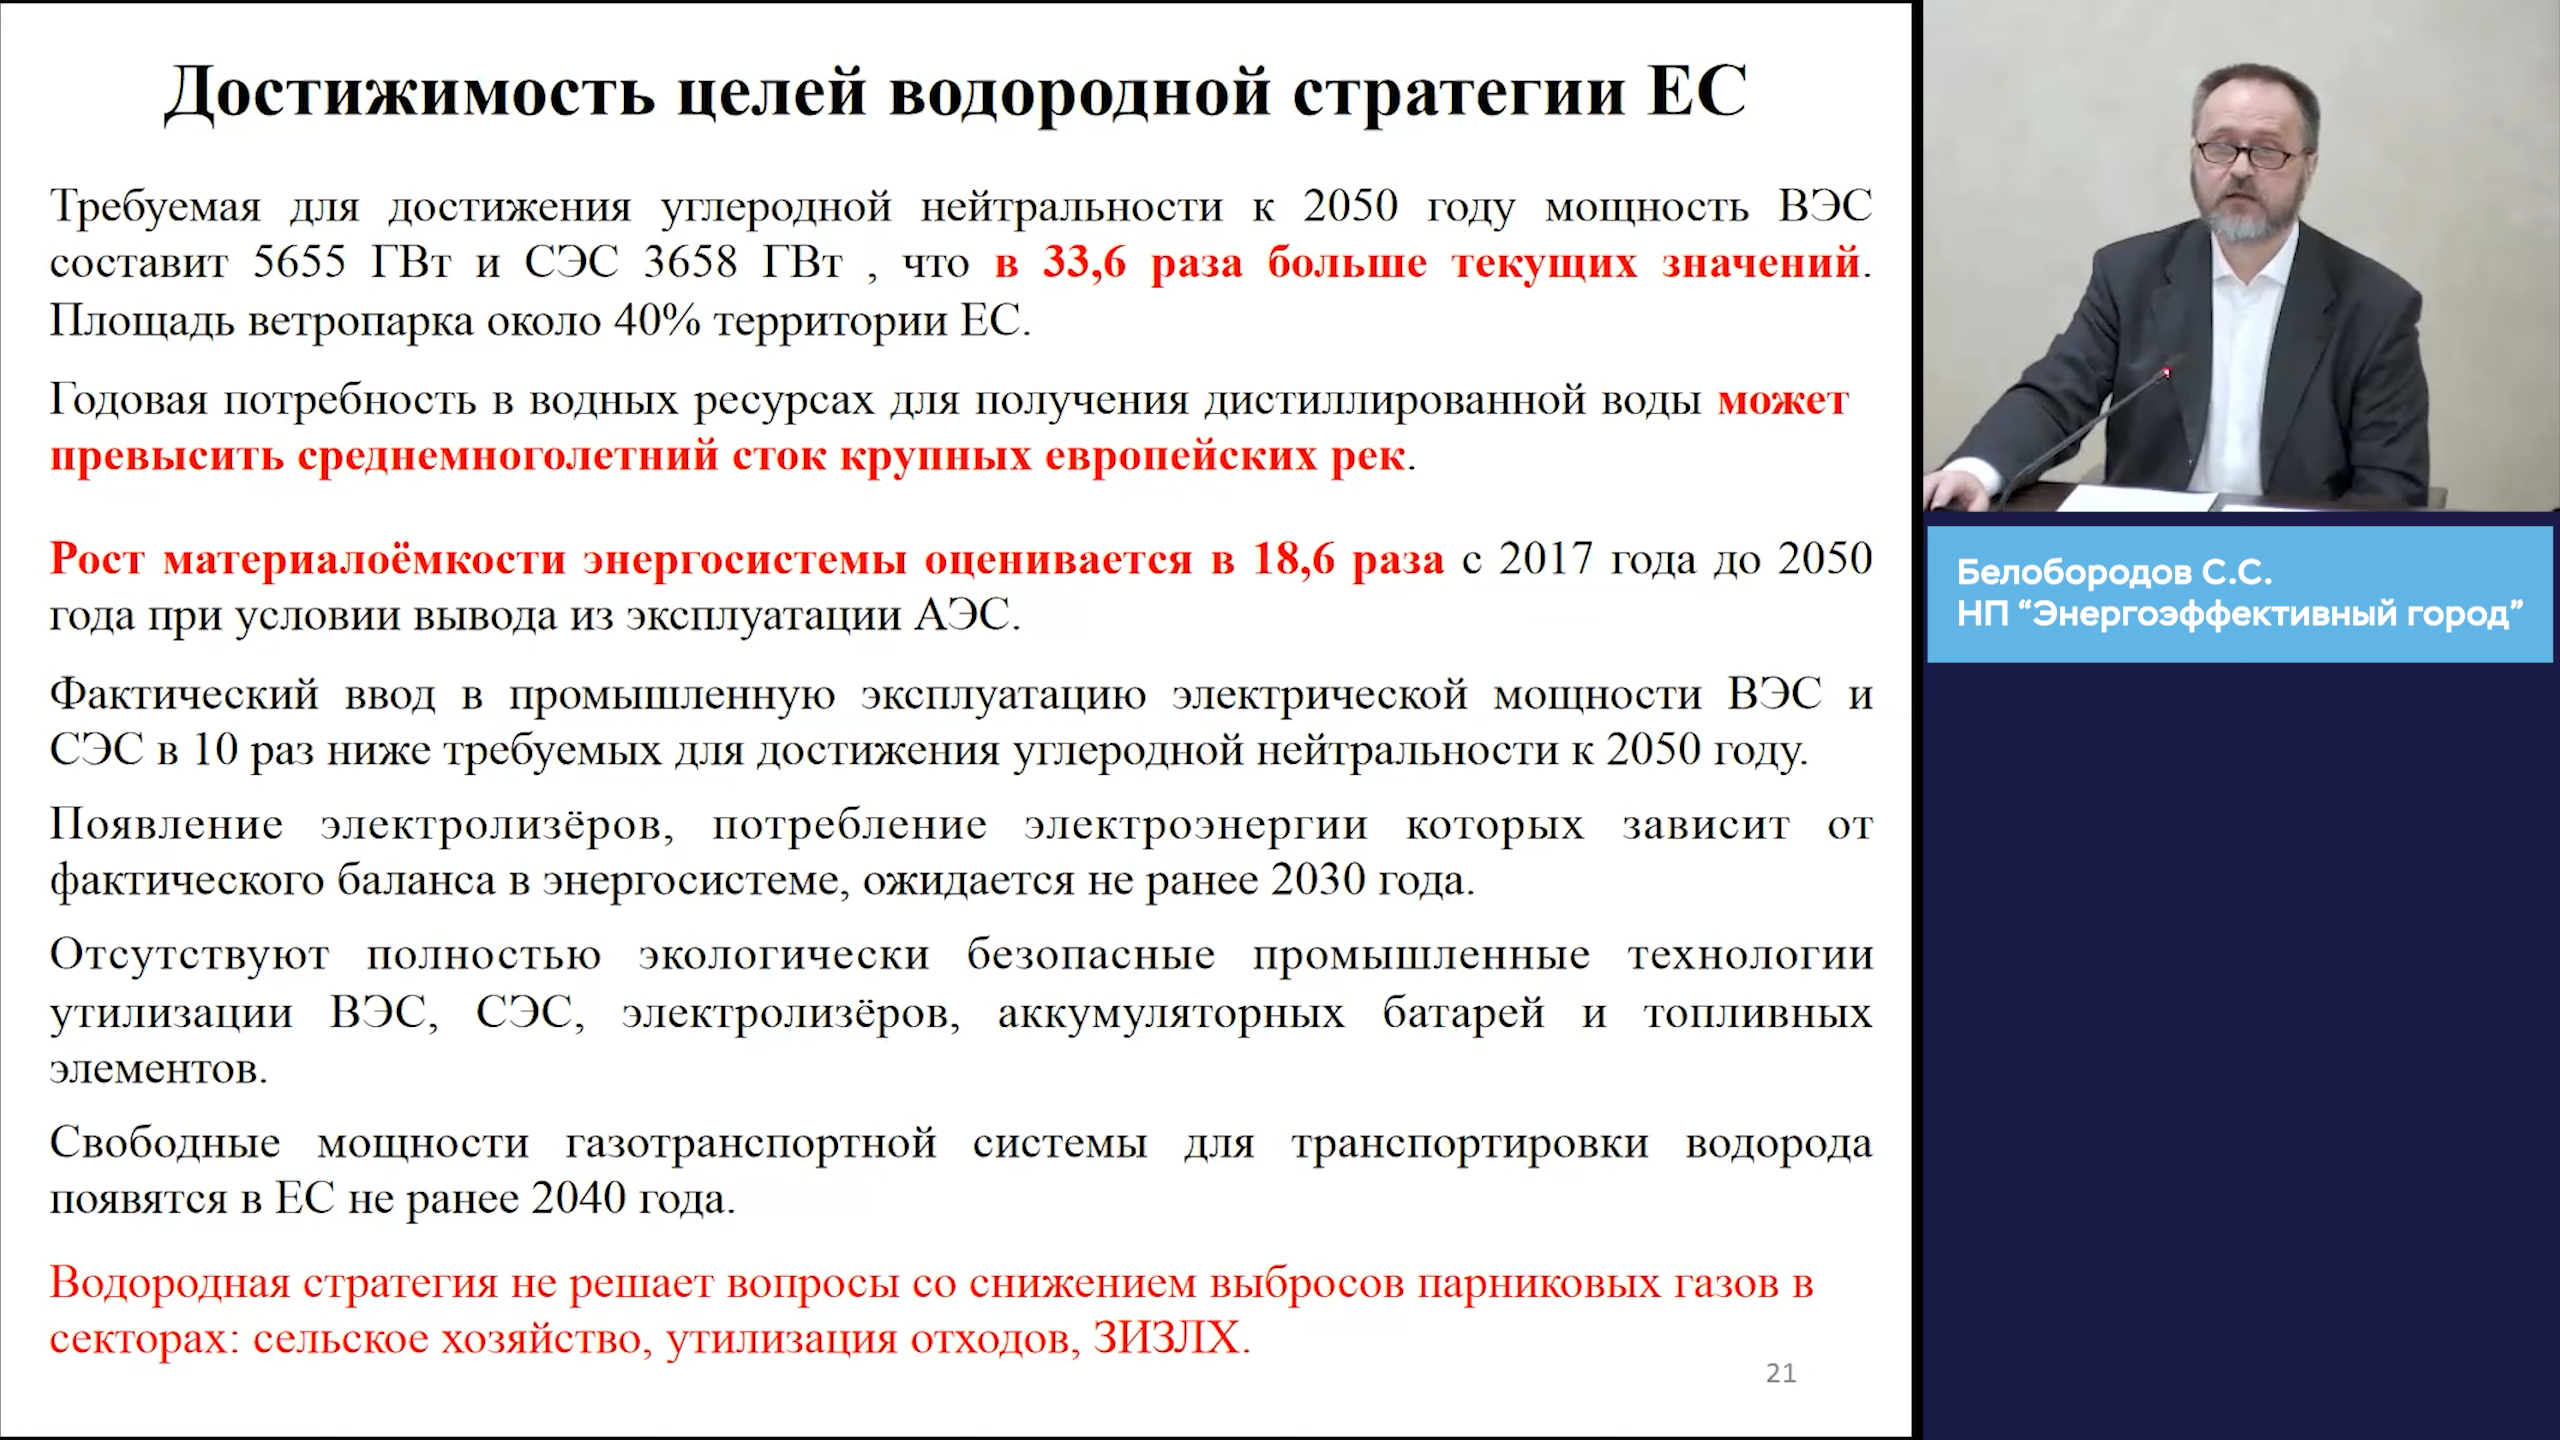 Достижимость целей водородной стратегии ЕС
Требуемая для достижения углеродной нейтральности к 2050 году мощность ВЭС
составит 5655 ГВт и СЭС 3658 ГВт , что в 33,6 раза больше текущих значений.
Площадь ветропарка около 40% территории ЕС.
Годовая потребность в водных ресурсах для получения дистиллированной воды может
превысить среднемноголетний сток крупных европейских рек.
Рост материалоёмкости энергосистемы оценивается в 18,6 раза с 2017 года до 2050
года при условии вывода из эксплуатации АЭС.
Фактический ввод в промышленную эксплуатацию электрической мощности ВЭС и
СЭС в 10 раз ниже требуемых для достижения углеродной нейтральности к 2050 году.
Появление электролизёров, потребление электроэнергии которых зависит от
фактического баланса в энергосистеме, ожидается не ранее 2030 года.
Отсутствуют полностью экологически безопасные промышленные технологии
утилизации ВЭС, СЭС, электролизёров, аккумуляторных батарей и топливных
элементов.
Свободные мощности газотранспортной системы для транспортировки водорода
появятся в ЕС не ранее 2040 года.
Водородная стратегия не решает вопросы со снижением выбросов парниковых газов в
секторах: сельское хозяйство, утилизация отходов, ЗИЗЛХ.
21
Белобородов С.С.
НП “Энергоэффективный город”